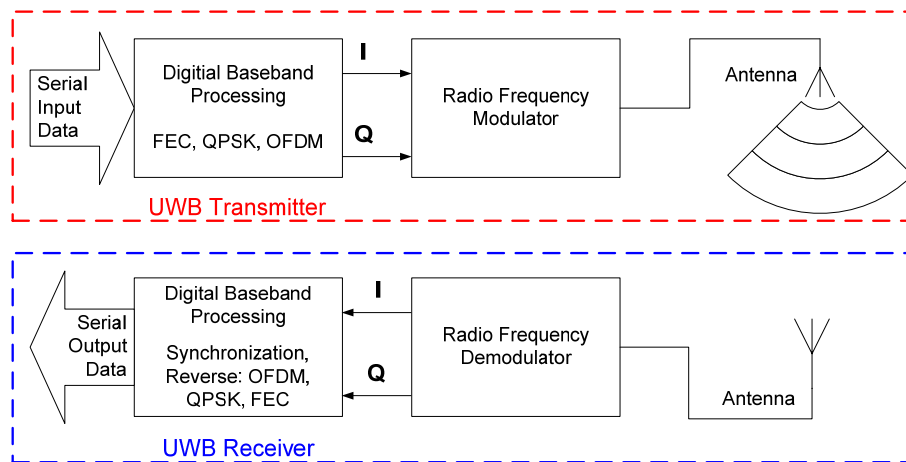 Serial
Input
Data
Digitial Baseband
Processing
FEC, QPSK, OFDM
I
Q
Radio Frequency
Modulator
Antenna
UWB Transmitter
Serial
Output
Data
Digital Baseband
Processing
Synchronization,
Reverse: OFDM,
QPSK, FEC
I
Q
Radio Frequency
Demodulator
Antenna
UWB Receiver